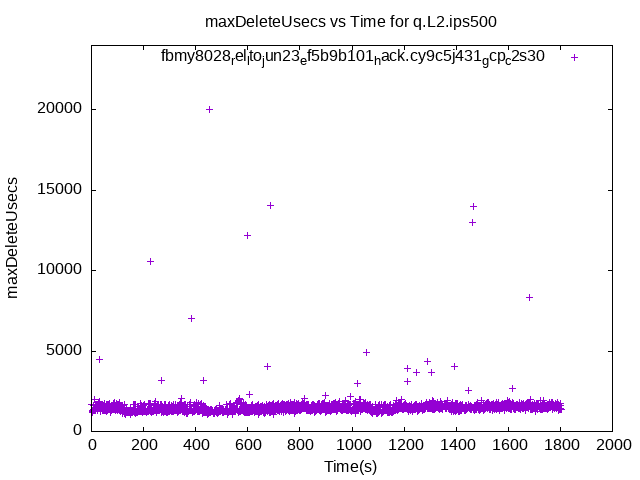 maxDeleteUsecs vs Time for q.L2.ips500
fbmy8028relltojun23ef5b9b101hack.cy9c5j431gcpc2s30
20000
15000
10000
5000
0
maxDeleteUsecs
0 200 400 600 800 1000 1200 1400 1600 1800 2000
Time(s)